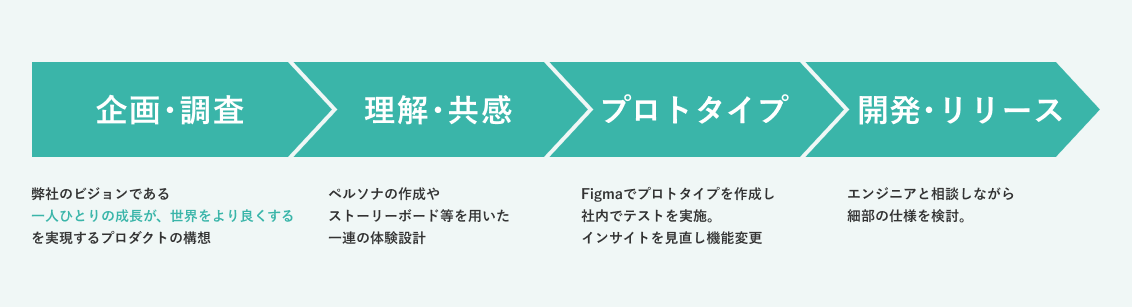 企画・調査
理解・共感
プロトタイプ
開発・リリース
弊社のビジョンである
一人ひとりの成長が、世界をより良くする
を実現するプロダクトの構想
ペルソナの作成や
ストーリーボード等を用いた
一連の体験設計
Figmaでプロトタイプを作成し
社内でテストを実施。
インサイトを見直し機能変更
エンジニアと相談しながら
細部の仕様を検討。